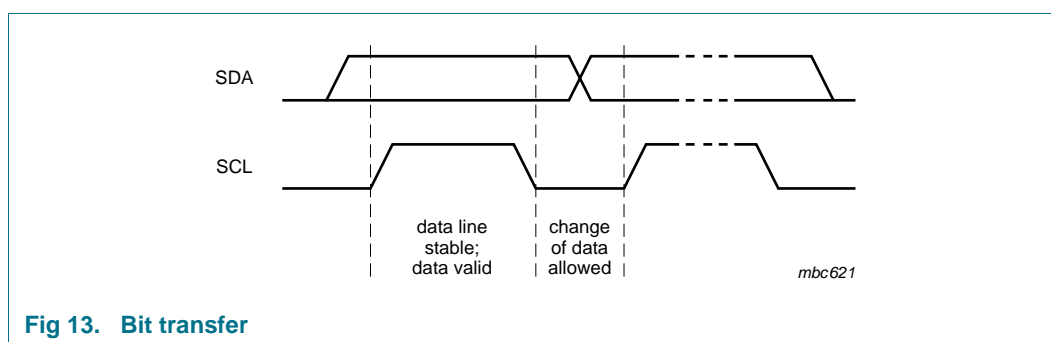 SDA
SCL
data line
stable;
data valid
change
of data
allowed
mbc621
Fig 13. Bit transfer